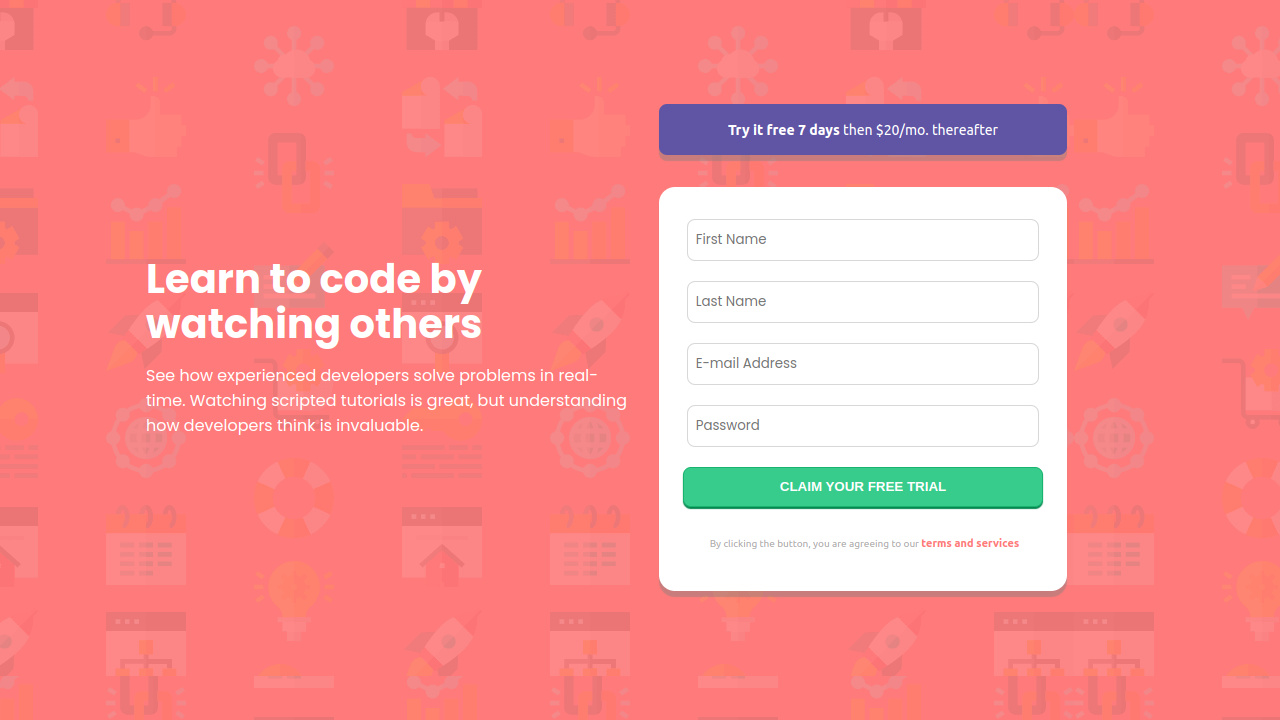 Learn to code by
watching others
See how experienced developers solve problems in real-
time. Watching scripted tutorials is great, but understanding
how developers think is invaluable.
Try it free 7 days then $20/mo. thereafter
First Name
Last Name
E-mail Address
Password
CLAIM YOUR FREE TRIAL
By clicking the button, you are agreeing to our terms and services